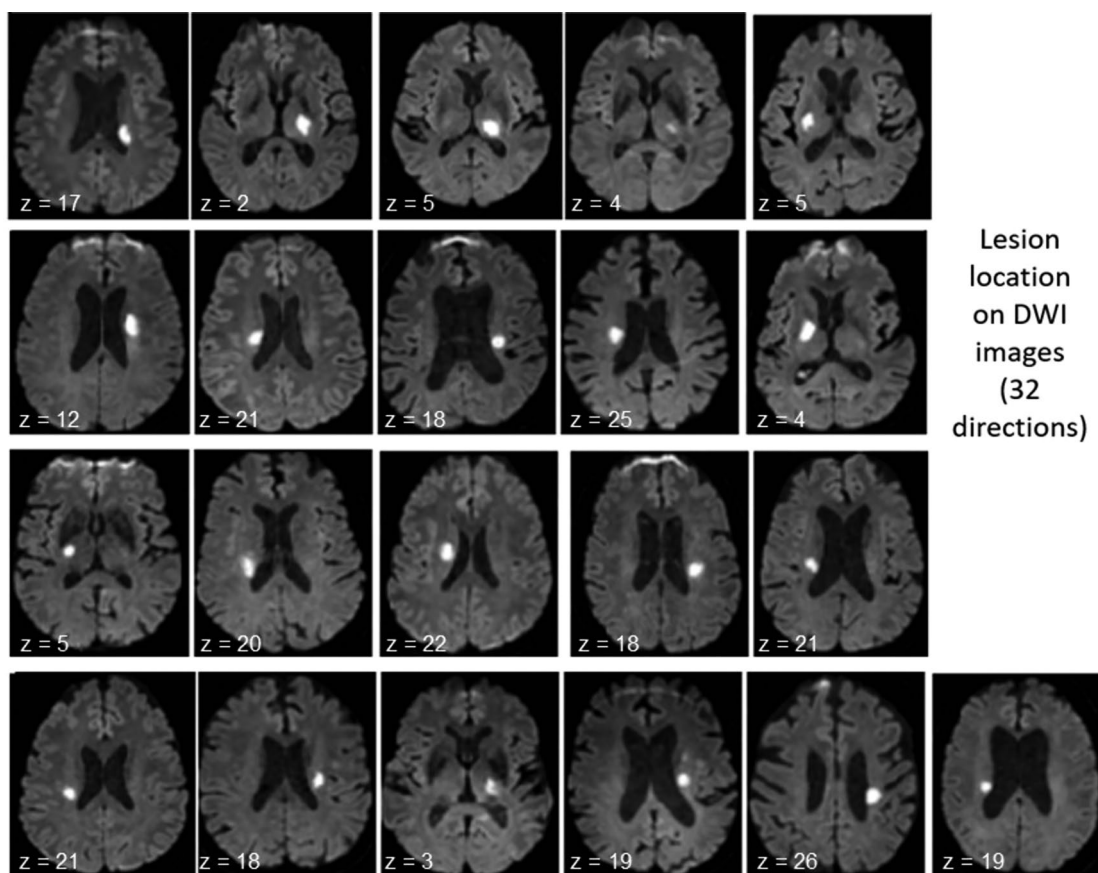 z = 17
z = 2
z = 5
z = 4
z = 5
Lesion
location
on DWI
images
(32
directions)
z = 12
z = 21
z = 18
z = 25
z = 4
z = 5
z = 20
z = 22
z = 18
z = 21
z = 21
z = 18
z = 3
z = 19
z = 26
z = 19